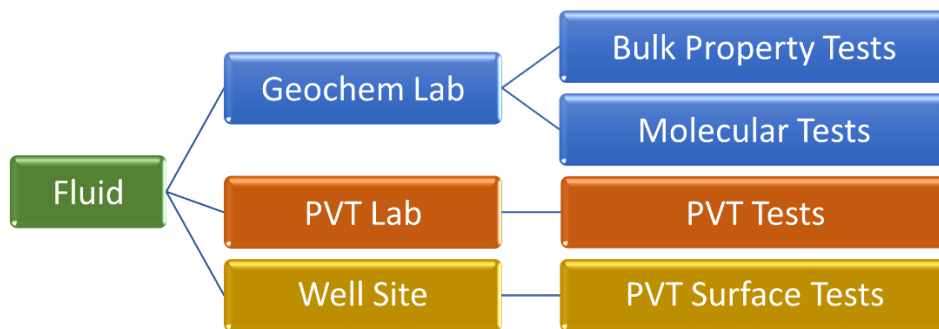 Fluid
Geochem Lab
Bulk Property Tests
Molecular Tests
PVT Lab
PVT Tests
Well Site
PVT Surface Tests